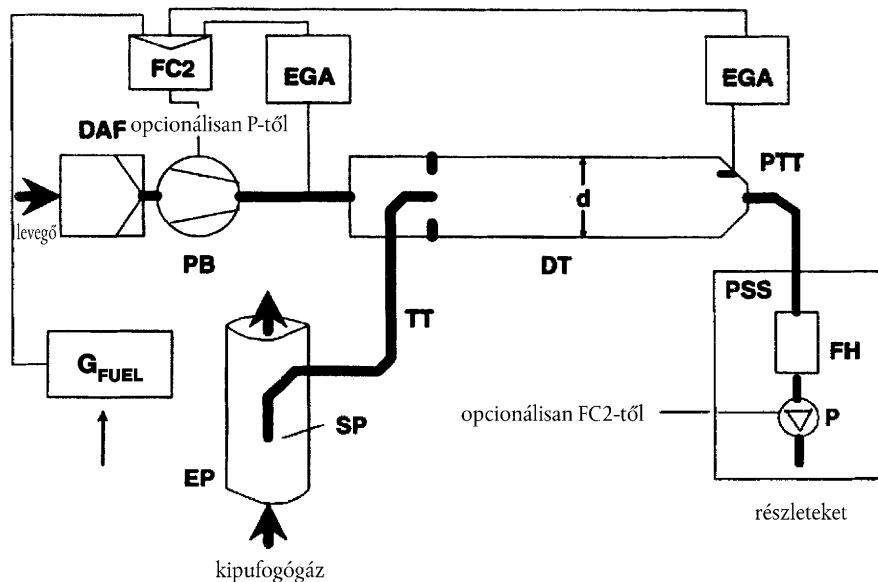 FC2
EGA
EGA
DAF
opcionálisan P-től
PTT
levegő
d
PB
DT
PSS
TT
FH
G_FUEL
opcionálisan FC2-től
P
SP
EP
részleteket
kipufogógáz